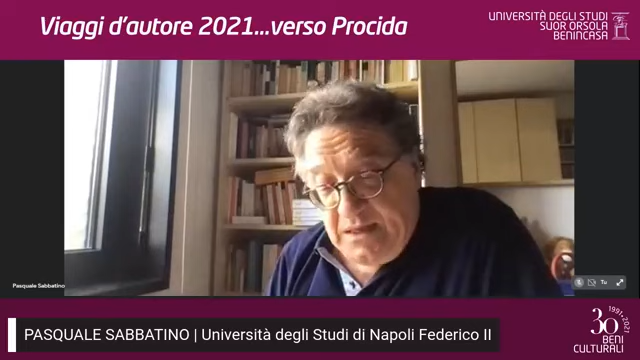 Viaggi d'autore 2021...verso Procida
UNIVERSITÀ DEGLI STUDI
SUOR ORSOLA
BENINCASA
Pasquale Sabbatino
Tu
PASQUALE SABBATINO | Università degli Studi di Napoli Federico II
1991-2021
30
BENI
CULTURALI